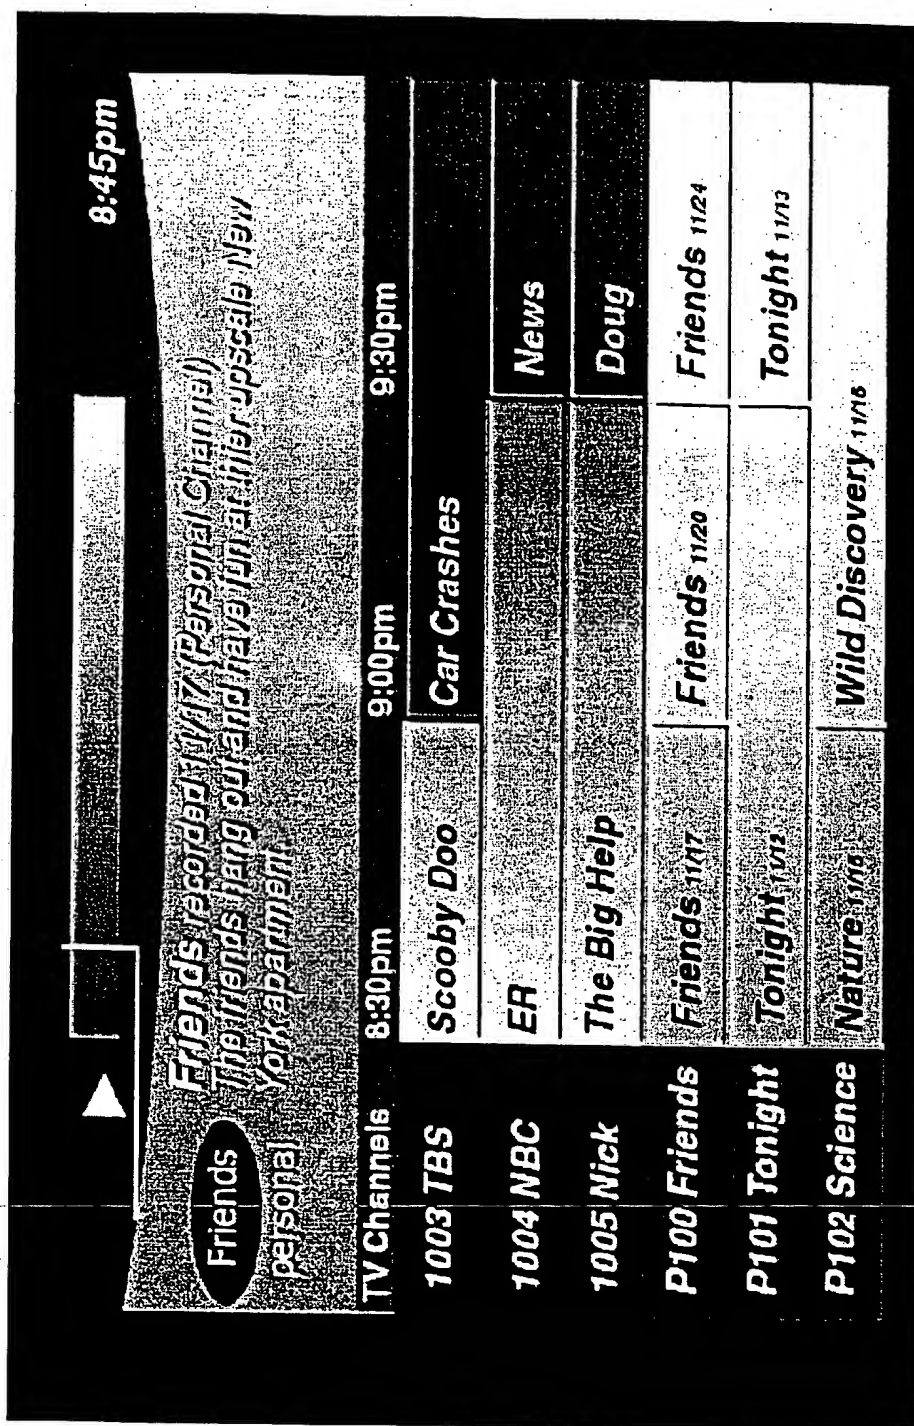 8:45pm
Friends recorded 11/17 (Personal Channel)
The friends hang out and have fun at their upscale New
York apartment.
Friends
personal
TV Channels 8:30pm 9:00pm 9:30pm
1003 TBS Scooby Doo Car Crashes
1004 NBC ER News
1005 Nick The Big Help Doug
P100 Friends Friends 11/17 Friends 11/20 Friends 11/24
P101 Tonight Tonight 11/12 Tonight 11/13
P102 Science Nature 11/16 Wild Discovery 11/16